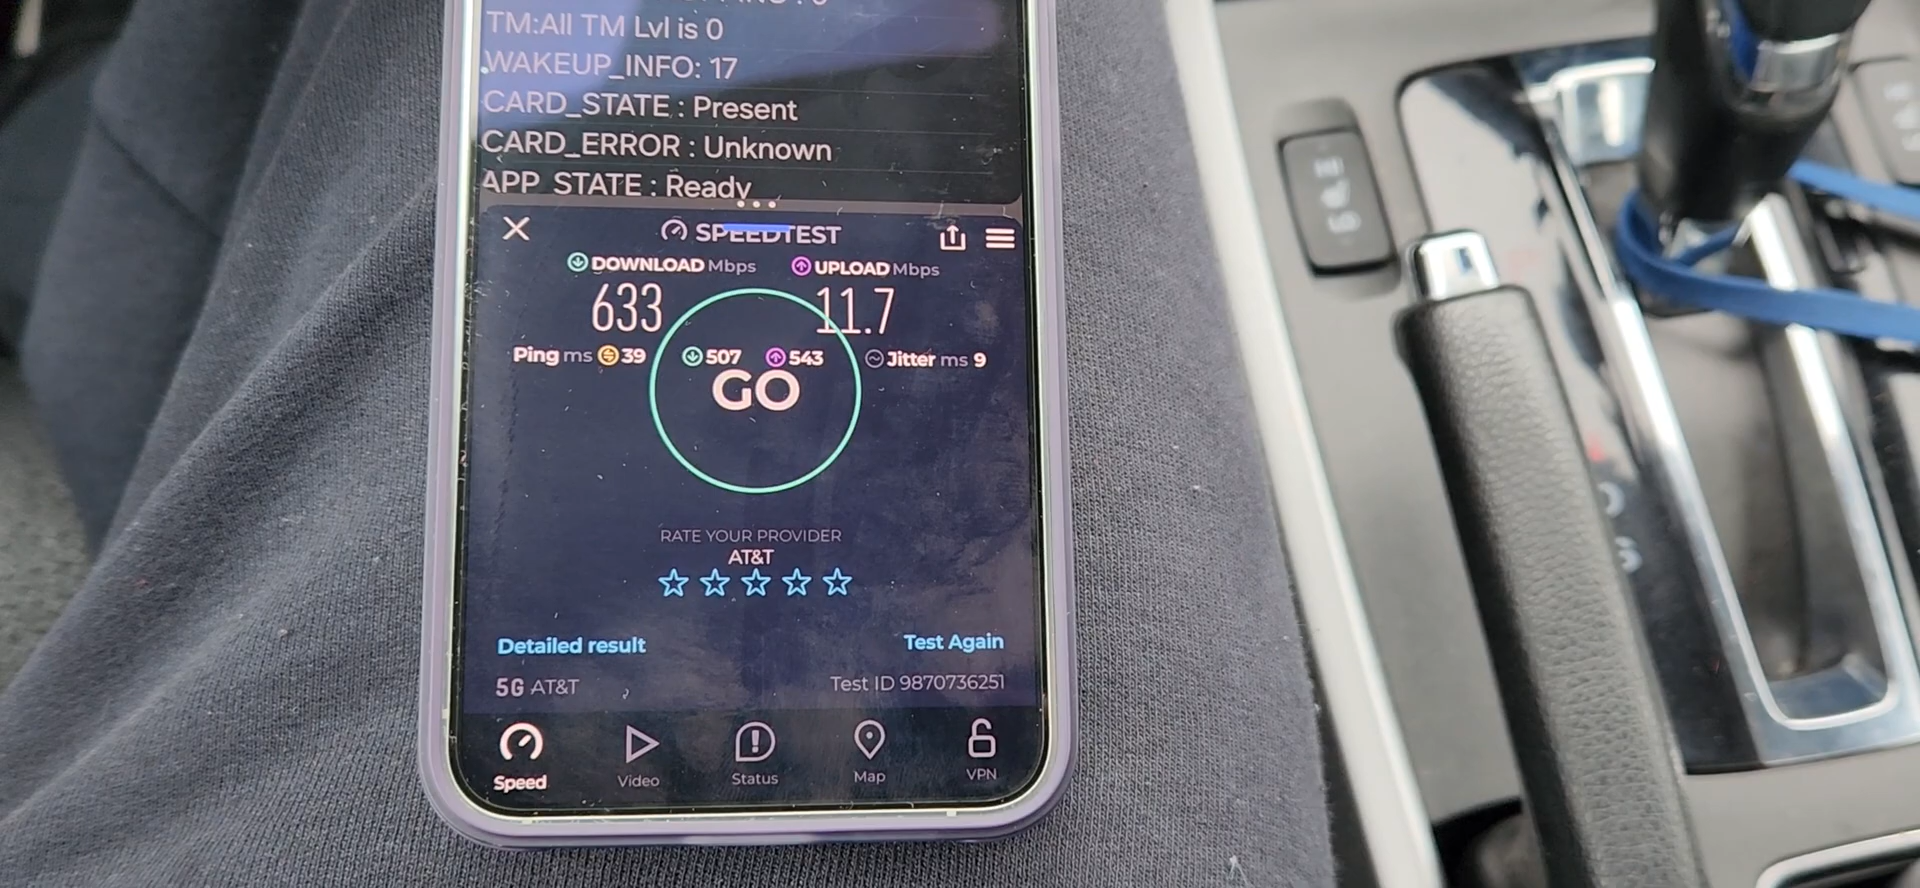 TM:All TM Lvl is 0
WAKEUP_INFO: 17
CARD_STATE : Present
CARD_ERROR : Unknown
APP_STATE : Ready
SPEEDTEST
DOWNLOAD Mbps UPLOAD Mbps
633 11.7
Ping ms 39 507 543 Jitter ms 9
GO
RATE YOUR PROVIDER
AT&T
Detailed result Test Again
5G AT&T Test ID 9870736251
Speed Video Status Map VPN
HI
LO